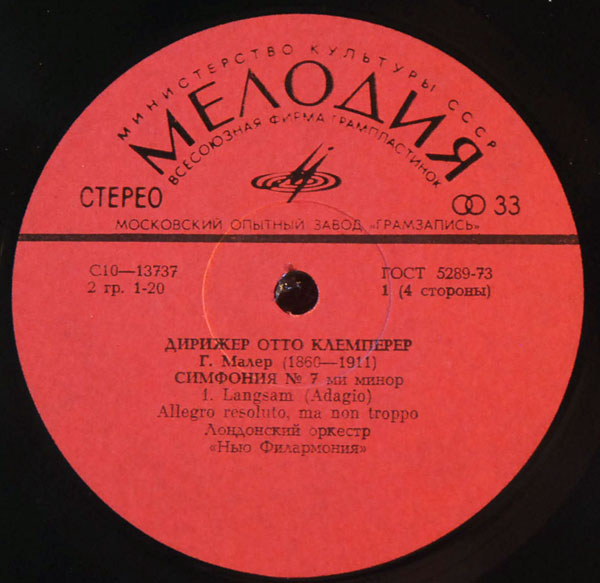 МИНИСТЕРСТВО КУЛЬТУРЫ СССР
МЕЛОДИЯ
ВСЕСОЮЗНАЯ ФИРМА ГРАМПЛАСТИНОК
СТЕРЕО
33
МОСКОВСКИЙ ОПЫТНЫЙ ЗАВОД «ГРАМЗАПИСЬ»
С10—13737
ГОСТ 5289-73
2 гр. 1-20
1 (4 стороны)
ДИРИЖЕР ОТТО КЛЕМПЕРЕР
Г. Малер (1860—1911)
СИМФОНИЯ № 7 ми минор
1. Langsam (Adagio)
Allegro resoluto, ma non troppo
Лондонский оркестр
«Нью Филармония»